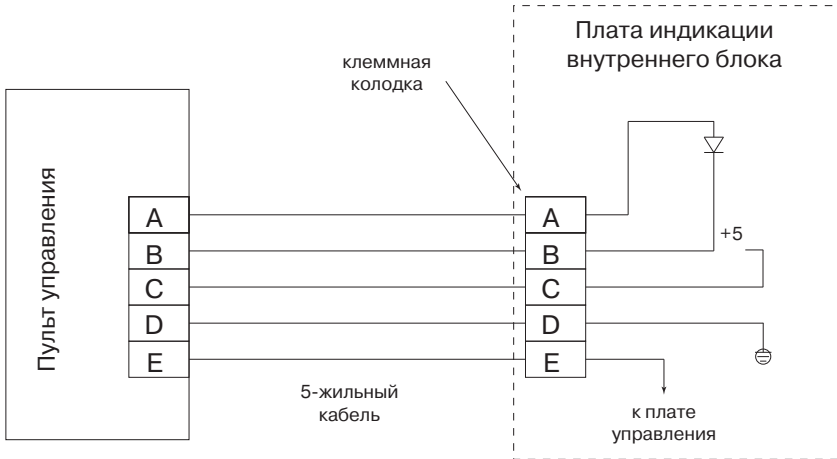 Плата индикации
внутреннего блока
клеммная
колодка
Пульт управления
A
B
C
D
E
A
B
C
D
E
+5
5-жильный
кабель
к плате
управления